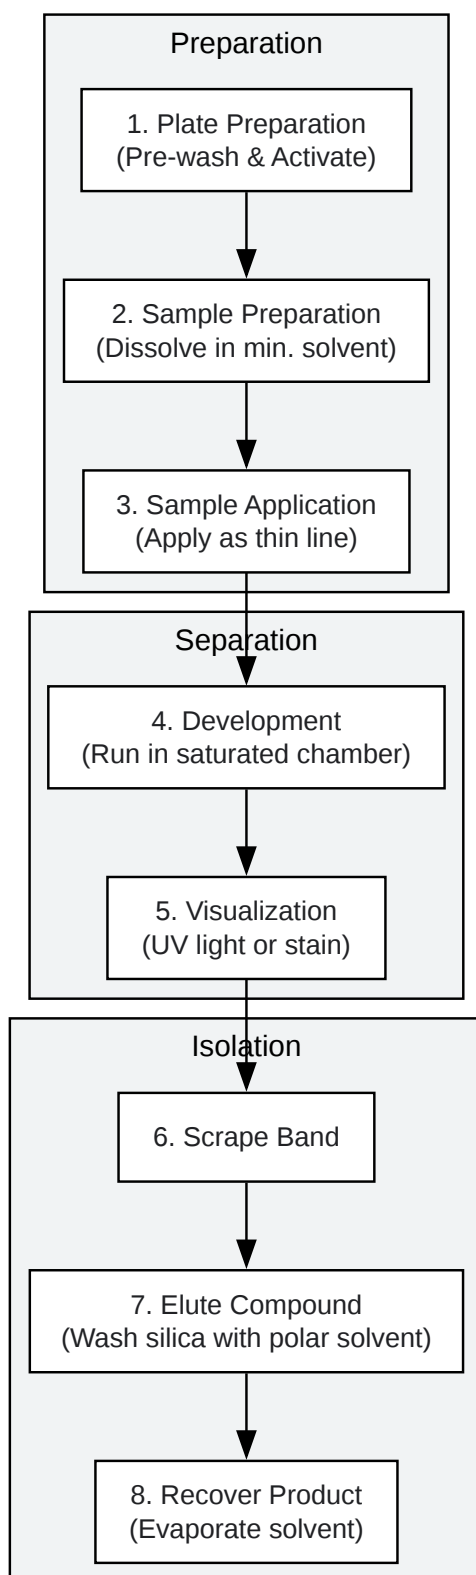 Preparation
1. Plate Preparation
(Pre-wash & Activate)
2. Sample Preparation
(Dissolve in min. solvent)
3. Sample Application
(Apply as thin line)
Separation
4. Development
(Run in saturated chamber)
5. Visualization
(UV light or stain)
Isolation
6. Scrape Band
7. Elute Compound
(Wash silica with polar solvent)
8. Recover Product
(Evaporate solvent)